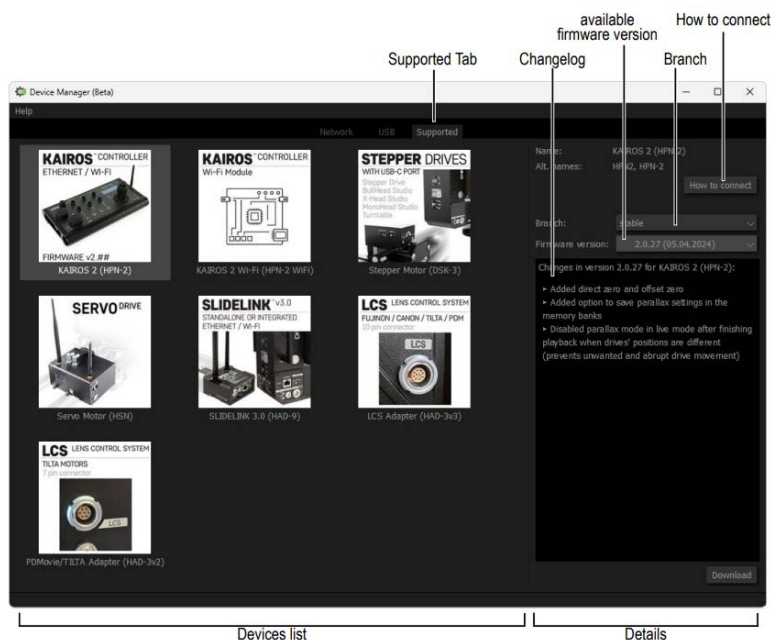 available
firmware version
How to connect
Supported Tab
Changelog
Branch
Device Manager (Beta)
Help
Network USB Supported
KAIROS™ CONTROLLER
ETHERNET / WI-FI
FIRMWARE v2.##
KAIROS 2 (HPN-2)
KAIROS™ CONTROLLER
Wi-Fi Module
KAIROS 2 Wi-Fi (HPN-2 WiFi)
STEPPER DRIVES
WITH USB-C PORT
Stepper Drive
BullHead Studio
X-Head Studio
MonoHead Studio
Turntable
Stepper Motor (DSK-3)
SERVO DRIVE
Servo Motor (HSN)
SLIDELINK™ v3.0
STANDALONE OR INTEGRATED
ETHERNET / WI-FI
SLIDELINK 3.0 (HAD-9)
LCS LENS CONTROL SYSTEM
FUJINON / CANON / TILTA / PDM
10 pin connector
LCS
LCS Adapter (HAD-3v3)
LCS LENS CONTROL SYSTEM
TILTA MOTORS
7 pin connector
LCS
PDMovie/TILTA Adapter (HAD-3v2)
Name: KAIROS 2 (HPN-2)
Alt. names: HPN2, HPN-2
How to connect
Branch: stable
Firmware version: 2.0.27 (05.04.2024)
Changes in version 2.0.27 for KAIROS 2 (HPN-2):
‣ Added direct zero and offset zero
‣ Added option to save parallax settings in the
memory banks
‣ Disabled parallax mode in live mode after finishing
playback when drives' positions are different
(prevents unwanted and abrupt drive movement)
Download
Devices list
Details